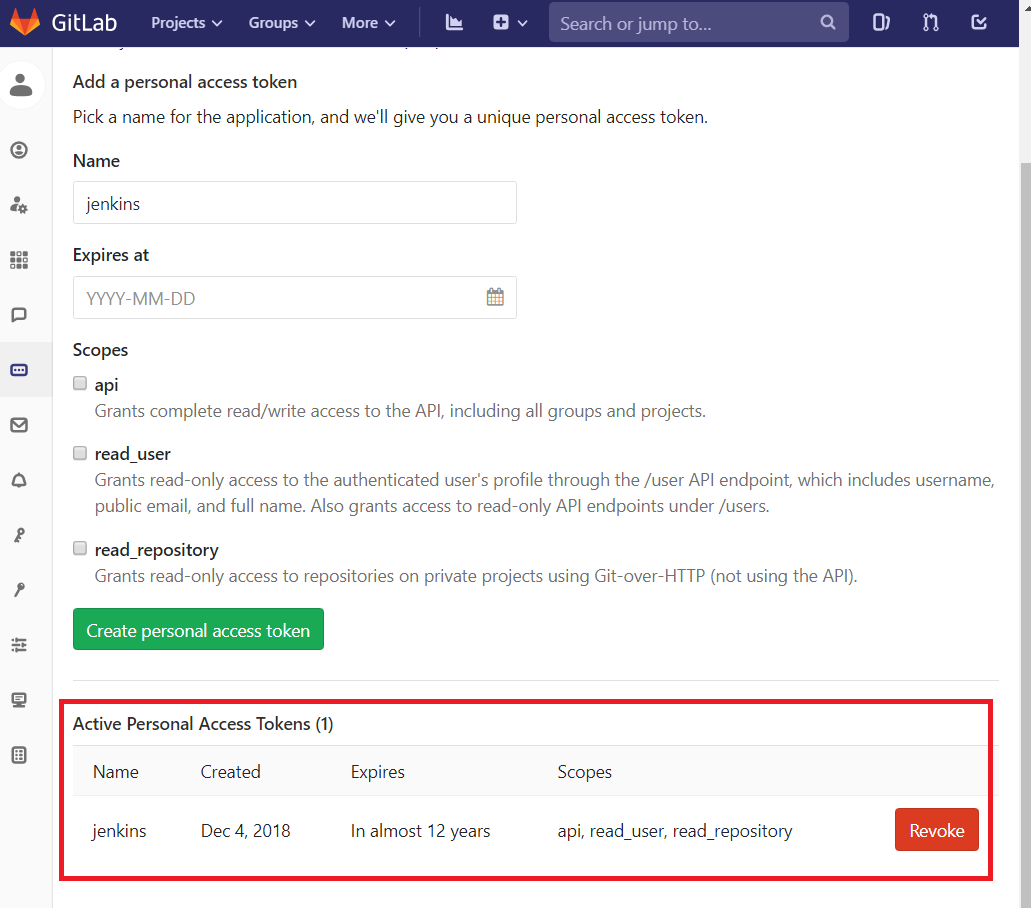 GitLab Projects Groups More Search or jump to...
Add a personal access token
Pick a name for the application, and we'll give you a unique personal access token.
Name
jenkins
Expires at
YYYY-MM-DD
Scopes
api
Grants complete read/write access to the API, including all groups and projects.
read_user
Grants read-only access to the authenticated user's profile through the /user API endpoint, which includes username,
public email, and full name. Also grants access to read-only API endpoints under /users.
read_repository
Grants read-only access to repositories on private projects using Git-over-HTTP (not using the API).
Create personal access token
Active Personal Access Tokens (1)
Name Created Expires Scopes
jenkins Dec 4, 2018 In almost 12 years api, read_user, read_repository Revoke